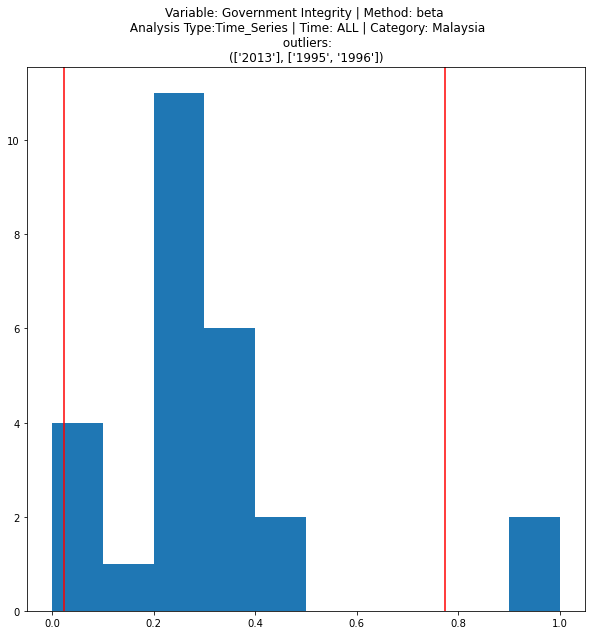 Variable: Government Integrity | Method: beta
Analysis Type:Time_Series | Time: ALL | Category: Malaysia
outliers:
(['2013'], ['1995', '1996'])
10
8
6
4
2
0
0.0 0.2 0.4 0.6 0.8 1.0